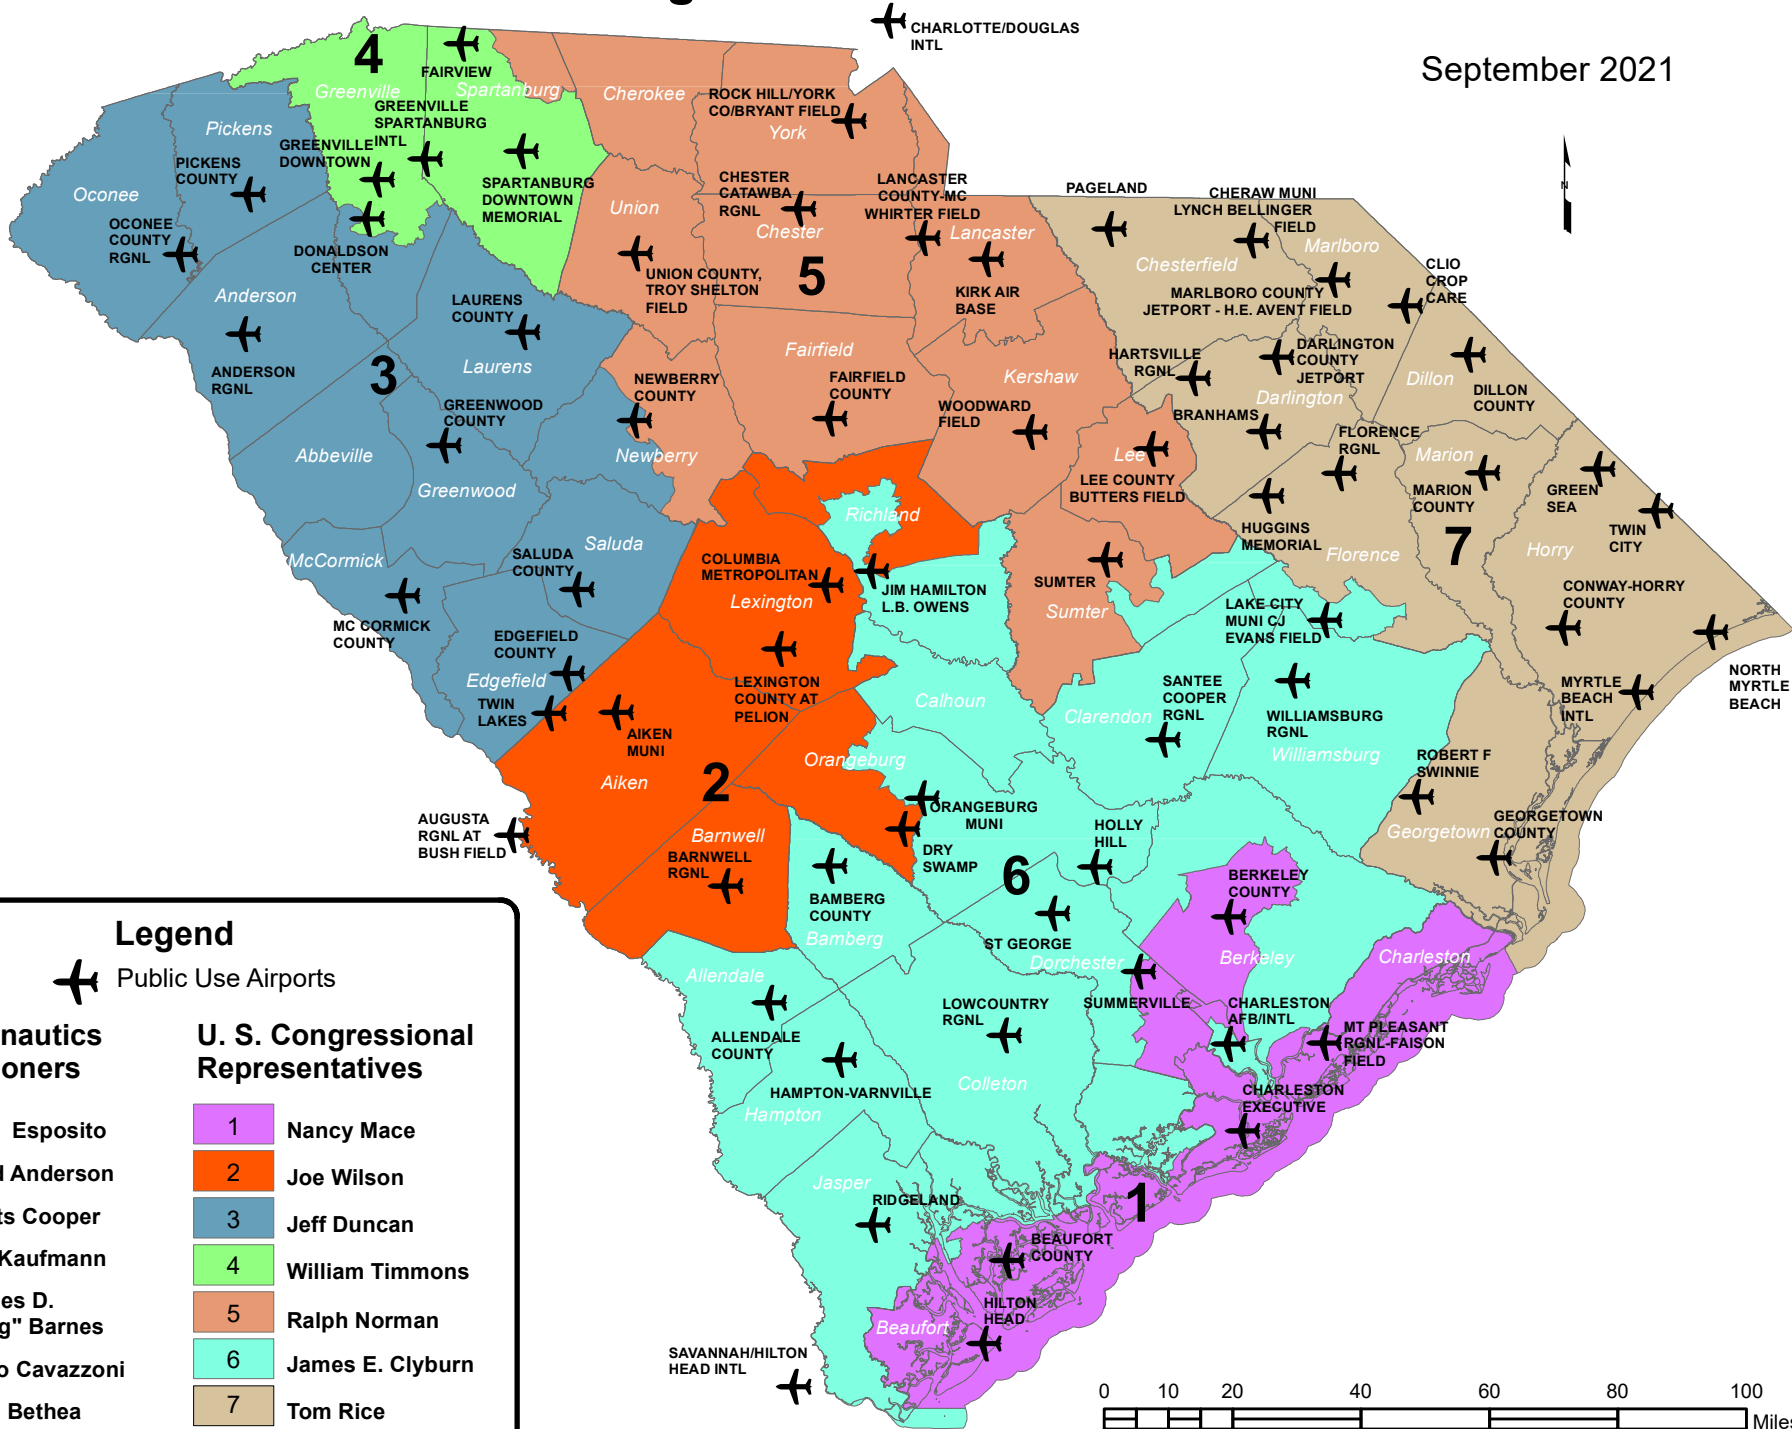 CHARLOTTE/DOUGLAS
INTL
September 2021
N
4
FAIRVIEW
Greenville
Spartanburg
Cherokee
GREENVILLE
SPARTANBURG
INTL
ROCK HILL/YORK
CO/BRYANT FIELD
York
Pickens
GREENVILLE
DOWNTOWN
PICKENS
COUNTY
Oconee
OCONEE
COUNTY
RGNL
SPARTANBURG
DOWNTOWN
MEMORIAL
DONALDSON
CENTER
Union
CHESTER
CATAWBA
RGNL
Chester
LANCASTER
COUNTY-MC
WHIRTER FIELD
Lancaster
PAGELAND
CHERAW MUNI
LYNCH BELLINGER
FIELD
Marlboro
Chesterfield
CLIO
CROP
CARE
UNION COUNTY,
TROY SHELTON
FIELD
5
KIRK AIR
BASE
MARLBORO COUNTY
JETPORT - H.E. AVENT FIELD
Anderson
LAURENS
COUNTY
ANDERSON
RGNL
3
Laurens
Fairfield
Kershaw
HARTSVILLE
RGNL
DARLINGTON
COUNTY
JETPORT
Darlington
Dillon
DILLON
COUNTY
NEWBERRY
COUNTY
FAIRFIELD
COUNTY
WOODWARD
FIELD
BRANHAMS
GREENWOOD
COUNTY
FLORENCE
RGNL
Abbeville
Greenwood
Newberry
Lee
LEE COUNTY
BUTTERS FIELD
Marion
MARION
COUNTY
GREEN
SEA
TWIN
CITY
Richland
HUGGINS
MEMORIAL
Florence
7
Horry
McCormick
Saluda
SALUDA
COUNTY
COLUMBIA
METROPOLITAN
Lexington
JIM HAMILTON
L.B. OWENS
SUMTER
Sumter
LAKE CITY
MUNI CJ
EVANS FIELD
CONWAY-HORRY
COUNTY
MC CORMICK
COUNTY
EDGEFIELD
COUNTY
Edgefield
TWIN
LAKES
AIKEN
MUNI
LEXINGTON
COUNTY AT
PELION
Calhoun
SANTEE
COOPER
RGNL
Clarendon
WILLIAMSBURG
RGNL
Williamsburg
MYRTLE
BEACH
INTL
NORTH
MYRTLE
BEACH
Aiken
2
Orangeburg
ROBERT F
SWINNIE
Georgetown
GEORGETOWN
COUNTY
AUGUSTA
RGNL AT
BUSH FIELD
Barnwell
BARNWELL
RGNL
ORANGEBURG
MUNI
DRY
SWAMP
HOLLY
HILL
6
BAMBERG
COUNTY
Bamberg
BERKELEY
COUNTY
Berkeley
ST GEORGE
Dorchester
Charleston
Allendale
ALLENDALE
COUNTY
LOWCOUNTRY
RGNL
SUMMERVILLE
CHARLESTON
AFB/INTL
MT PLEASANT
RGNL-FAISON
FIELD
HAMPTON-VARNVILLE
Hampton
Colleton
CHARLESTON
EXECUTIVE
Jasper
RIDGELAND
1
BEAUFORT
COUNTY
HILTON
HEAD
Beaufort
SAVANNAH/HILTON
HEAD INTL
Legend
Public Use Airports
nautics
oners
Esposito
Anderson
ts Cooper
Kaufmann
es D.
g" Barnes
o Cavazzoni
Bethea
U. S. Congressional
Representatives
1 Nancy Mace
2 Joe Wilson
3 Jeff Duncan
4 William Timmons
5 Ralph Norman
6 James E. Clyburn
7 Tom Rice
0 10 20 40 60 80 100
Miles